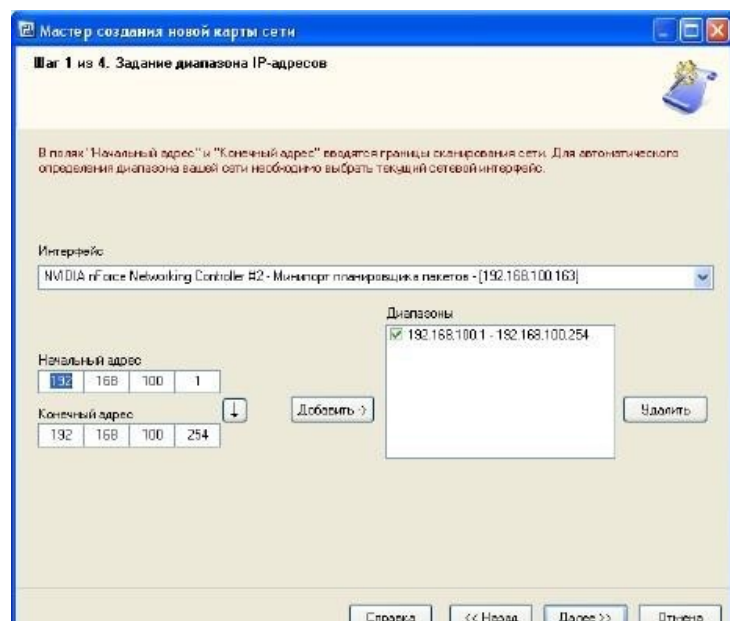 Мастер создания новой карты сети
Шаг 1 из 4. Задание диапазона IP-адресов
В полях "Начальный адрес" и "Конечный адрес" вводятся границы сканирования сети. Для автоматического
определения диапазона вашей сети необходимо выбрать текущий сетевой интерфейс.
Интерфейс
NVIDIA nForce Networking Controller #2 - Минипорт планировщика пакетов - [192.168.100.163]
Диапазоны
192.168.100.1 - 192.168.100.254
Начальный адрес
192 168 100 1
Добавить ->
Удалить
Конечный адрес
192 168 100 254
Справка << Назад Далее >> Отмена